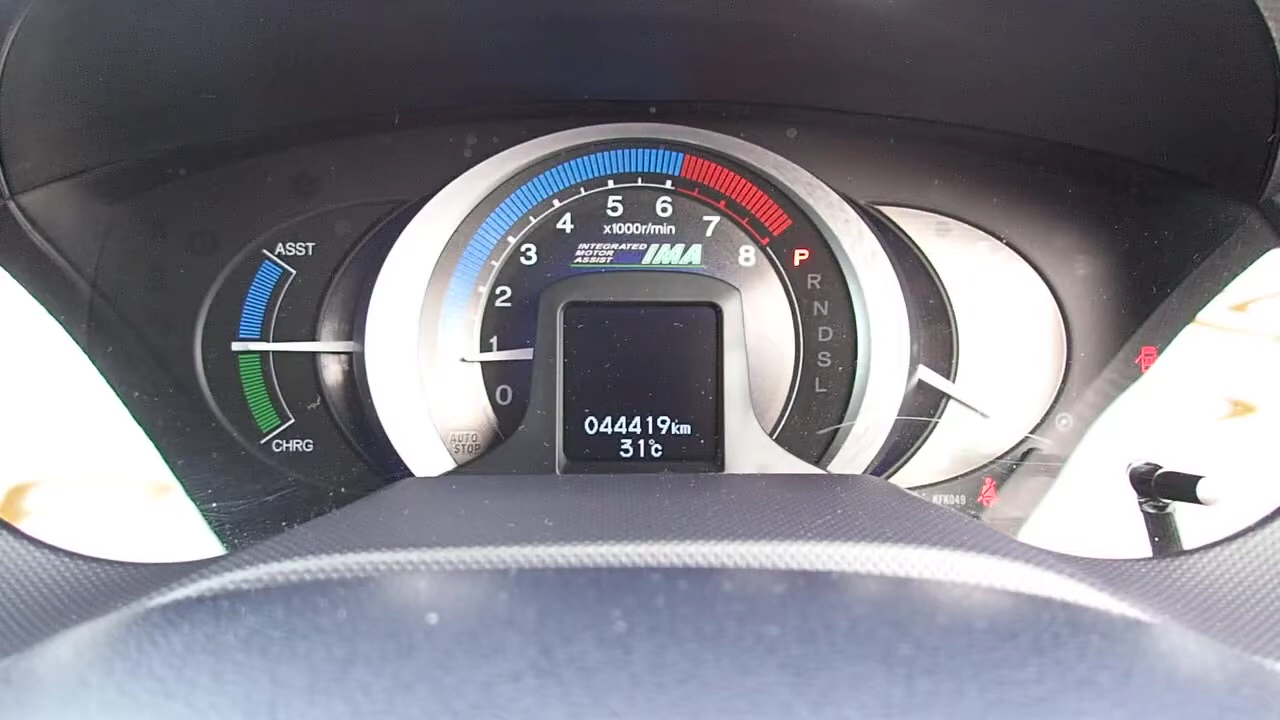 ASST
CHRG
0
1
2
3
4
5
6
7
8
x1000r/min
INTEGRATED
MOTOR
ASSIST
IMA
P
R
N
D
S
L
AUTO
STOP
044419km
31℃